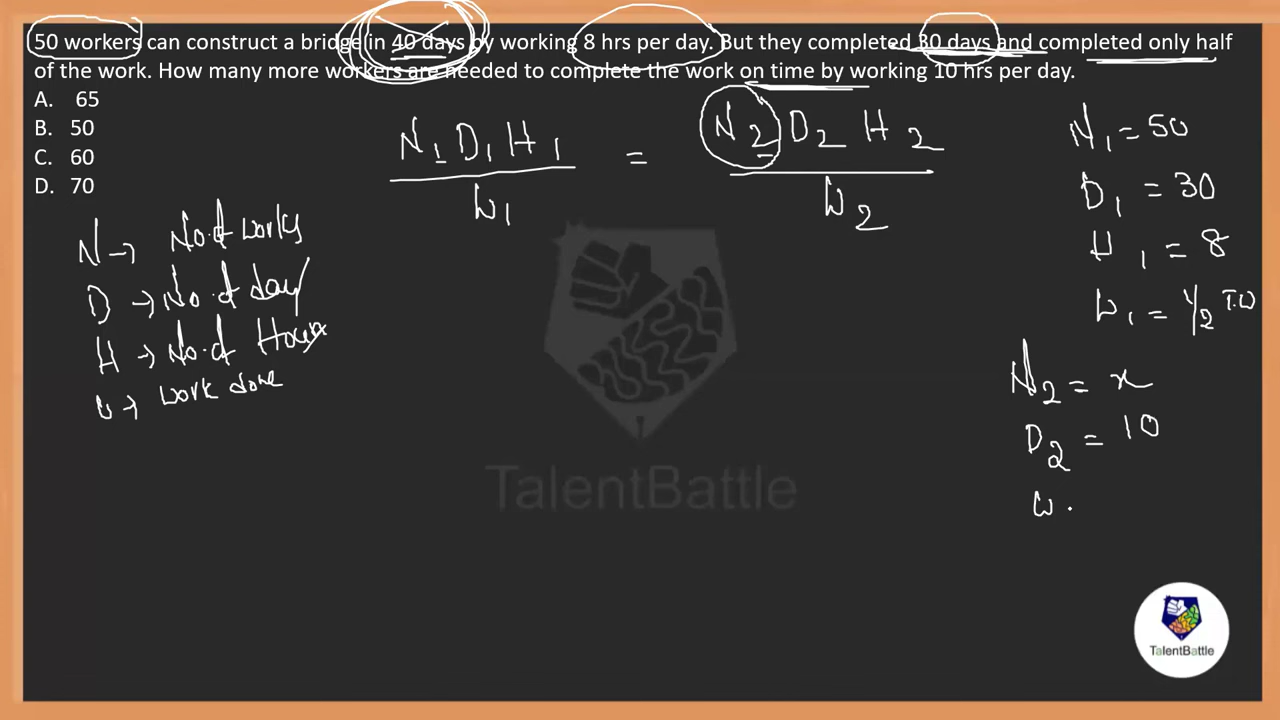 50 workers can construct a bridge in 40 days by working 8 hrs per day. But they completed 30 days and completed only half
of the work. How many more workers are needed to complete the work on time by working 10 hrs per day.
A. 65
B. 50
C. 60
D. 70
N₁ D₁ H₁ / W₁ = N₂ D₂ H₂ / W₂
N₁ = 50
D₁ = 30
H₁ = 8
W₁ = 1/2 T.W
N₂ = x
D₂ = 10
W .
N → No. of works
D → No. of day
H → No. of Hours
W → work done
TalentBattle
TalentBattle